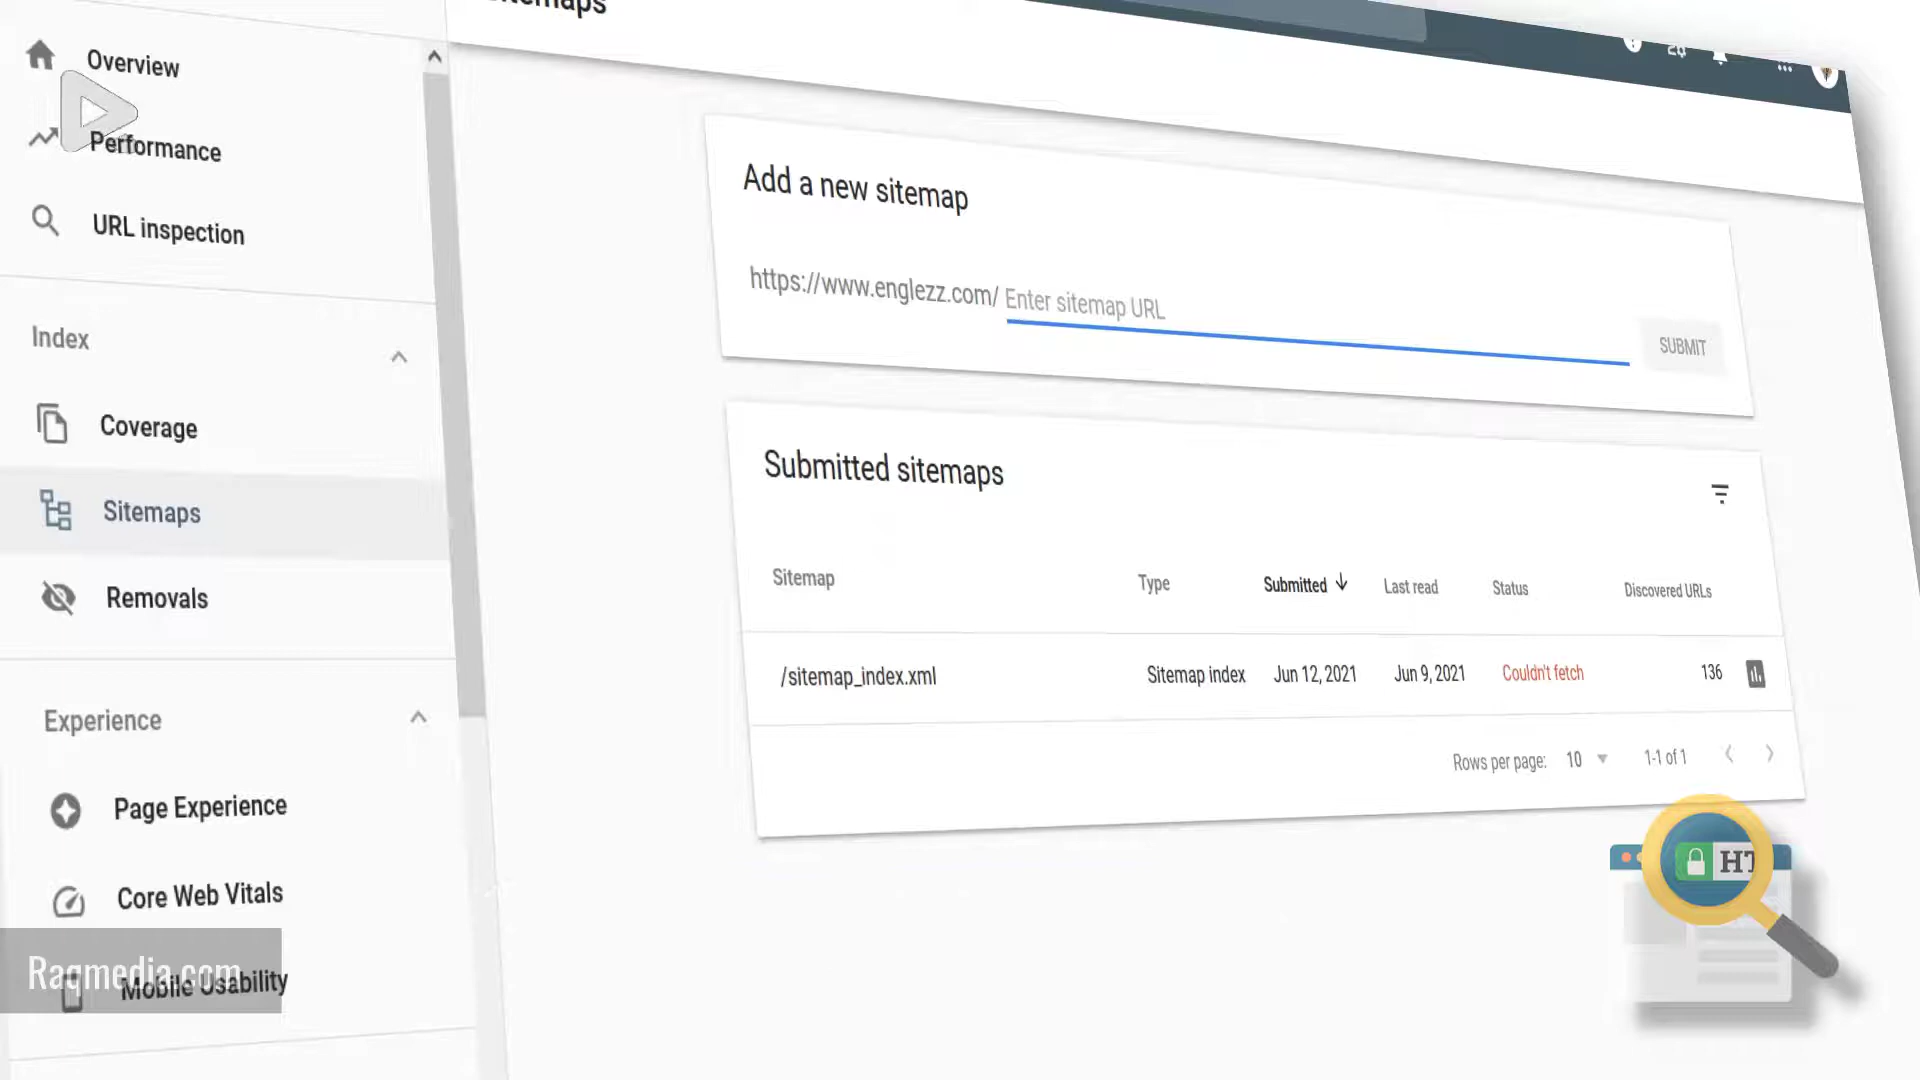 Sitemaps
Overview
Performance
URL inspection
Index
Coverage
Sitemaps
Removals
Experience
Page Experience
Core Web Vitals
Mobile Usability
Raqmedia.com
Add a new sitemap
https://www.englezz.com/ Enter sitemap URL
SUBMIT
Submitted sitemaps
Sitemap Type Submitted Last read Status Discovered URLs
/sitemap_index.xml Sitemap index Jun 12, 2021 Jun 9, 2021 Couldn't fetch 136
Rows per page: 10 1-1 of 1
HT